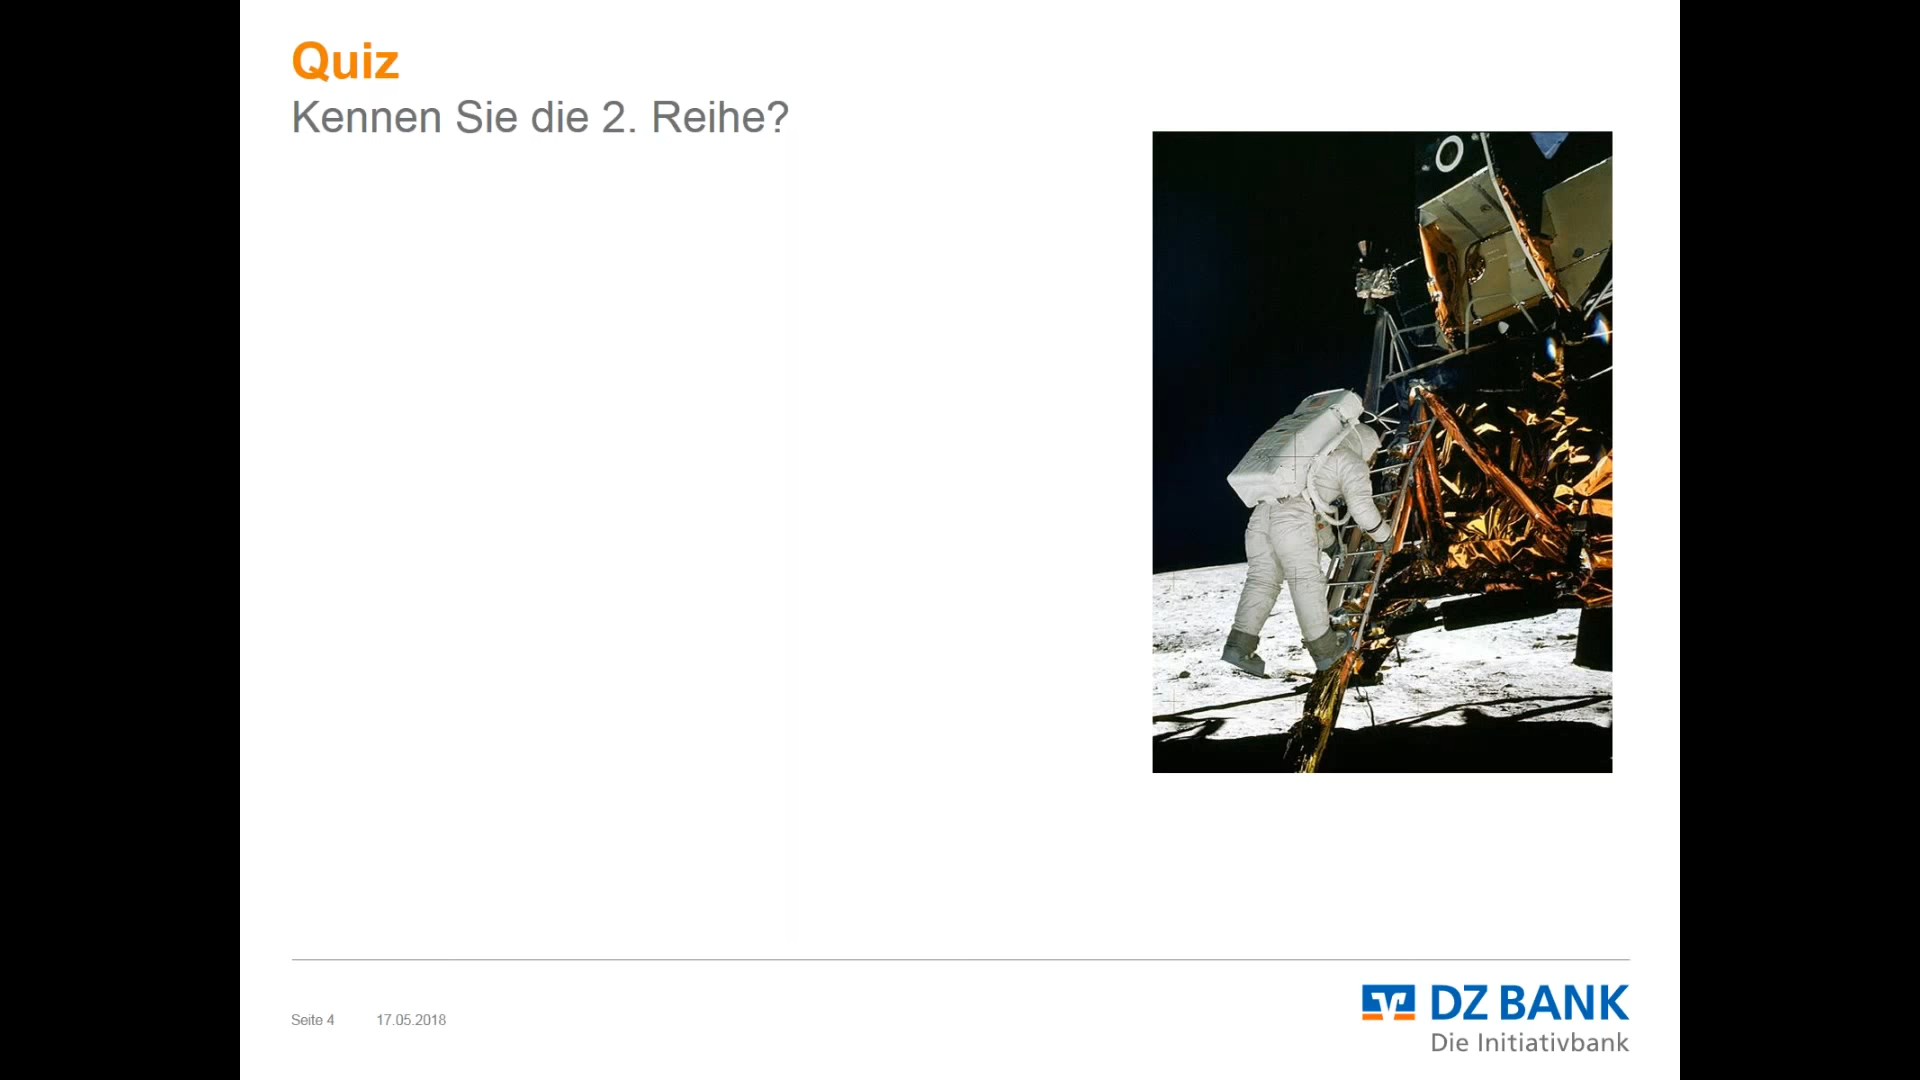 Quiz
Kennen Sie die 2. Reihe?
Seite 4 17.05.2018
DZ BANK
Die Initiativbank